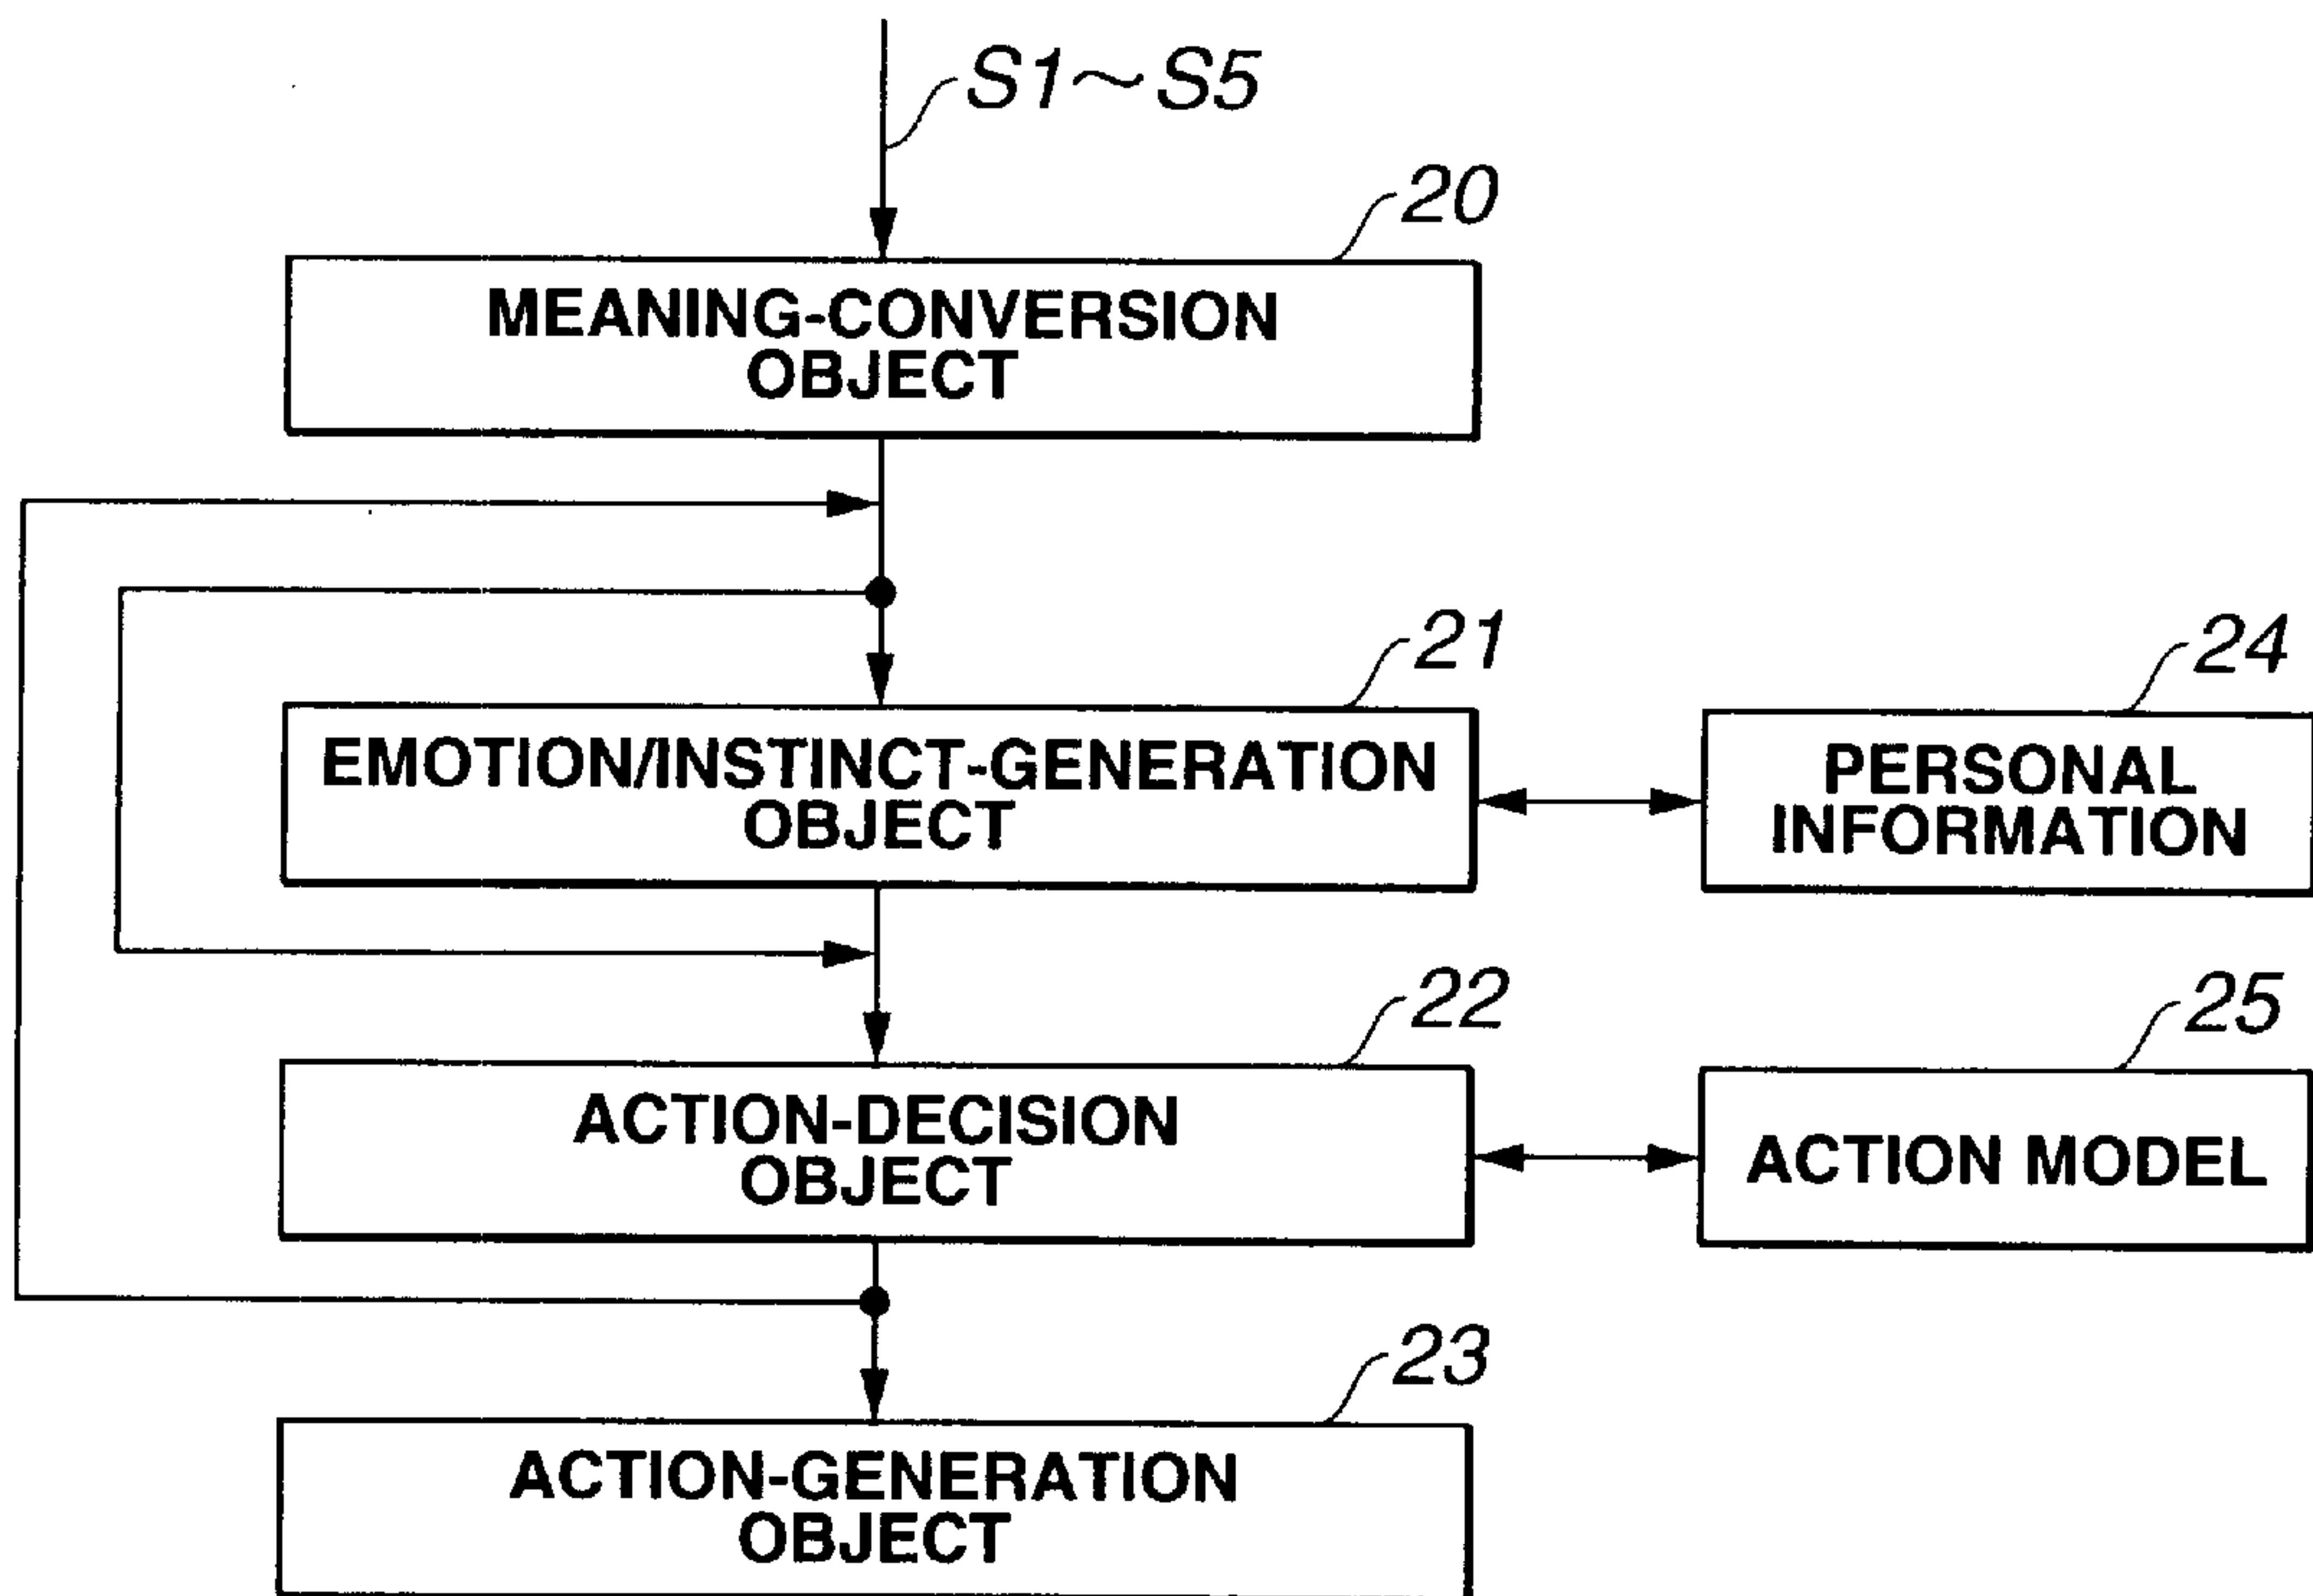 S1~S5
20
MEANING-CONVERSION
OBJECT
21
EMOTION/INSTINCT-GENERATION
OBJECT
24
PERSONAL
INFORMATION
22
ACTION-DECISION
OBJECT
25
ACTION MODEL
23
ACTION-GENERATION
OBJECT